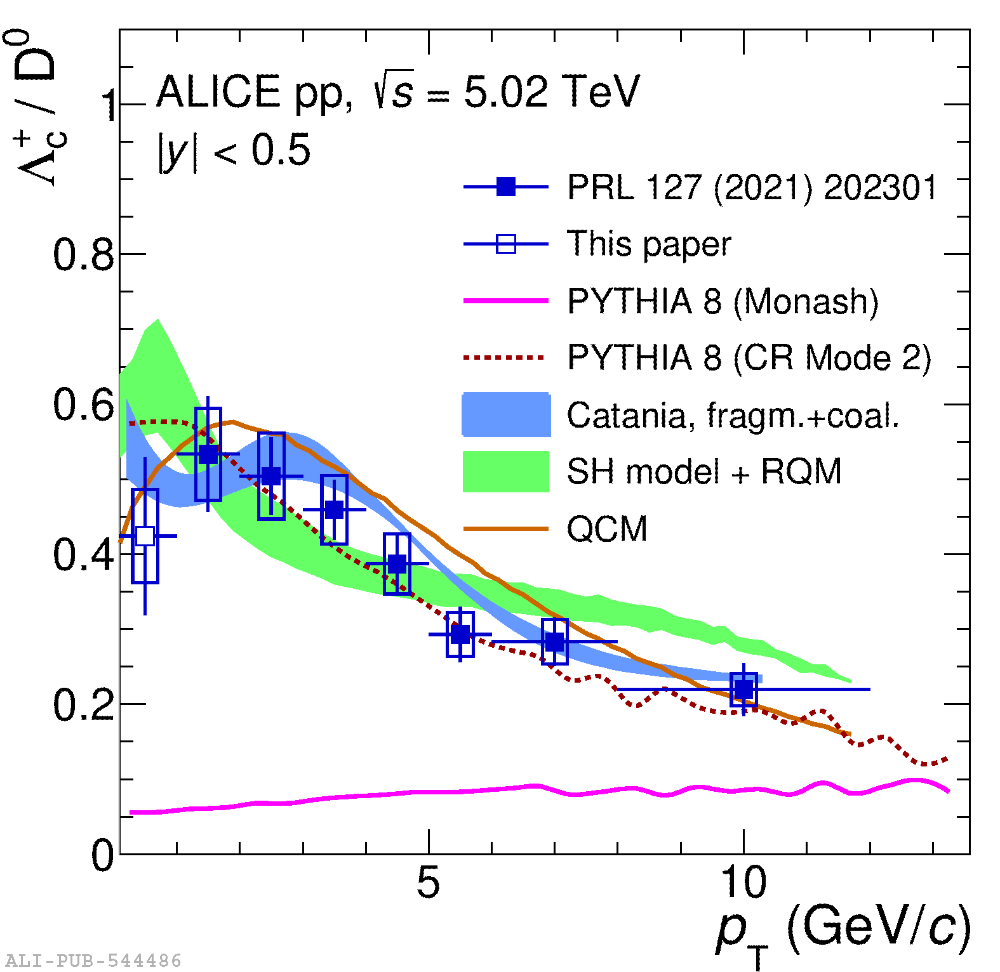 Λc+ / D0
ALICE pp, √s = 5.02 TeV
|y| < 0.5
PRL 127 (2021) 202301
This paper
PYTHIA 8 (Monash)
PYTHIA 8 (CR Mode 2)
Catania, fragm.+coal.
SH model + RQM
QCM
1
0.8
0.6
0.4
0.2
0
5 10
pT (GeV/c)
ALI-PUB-544486